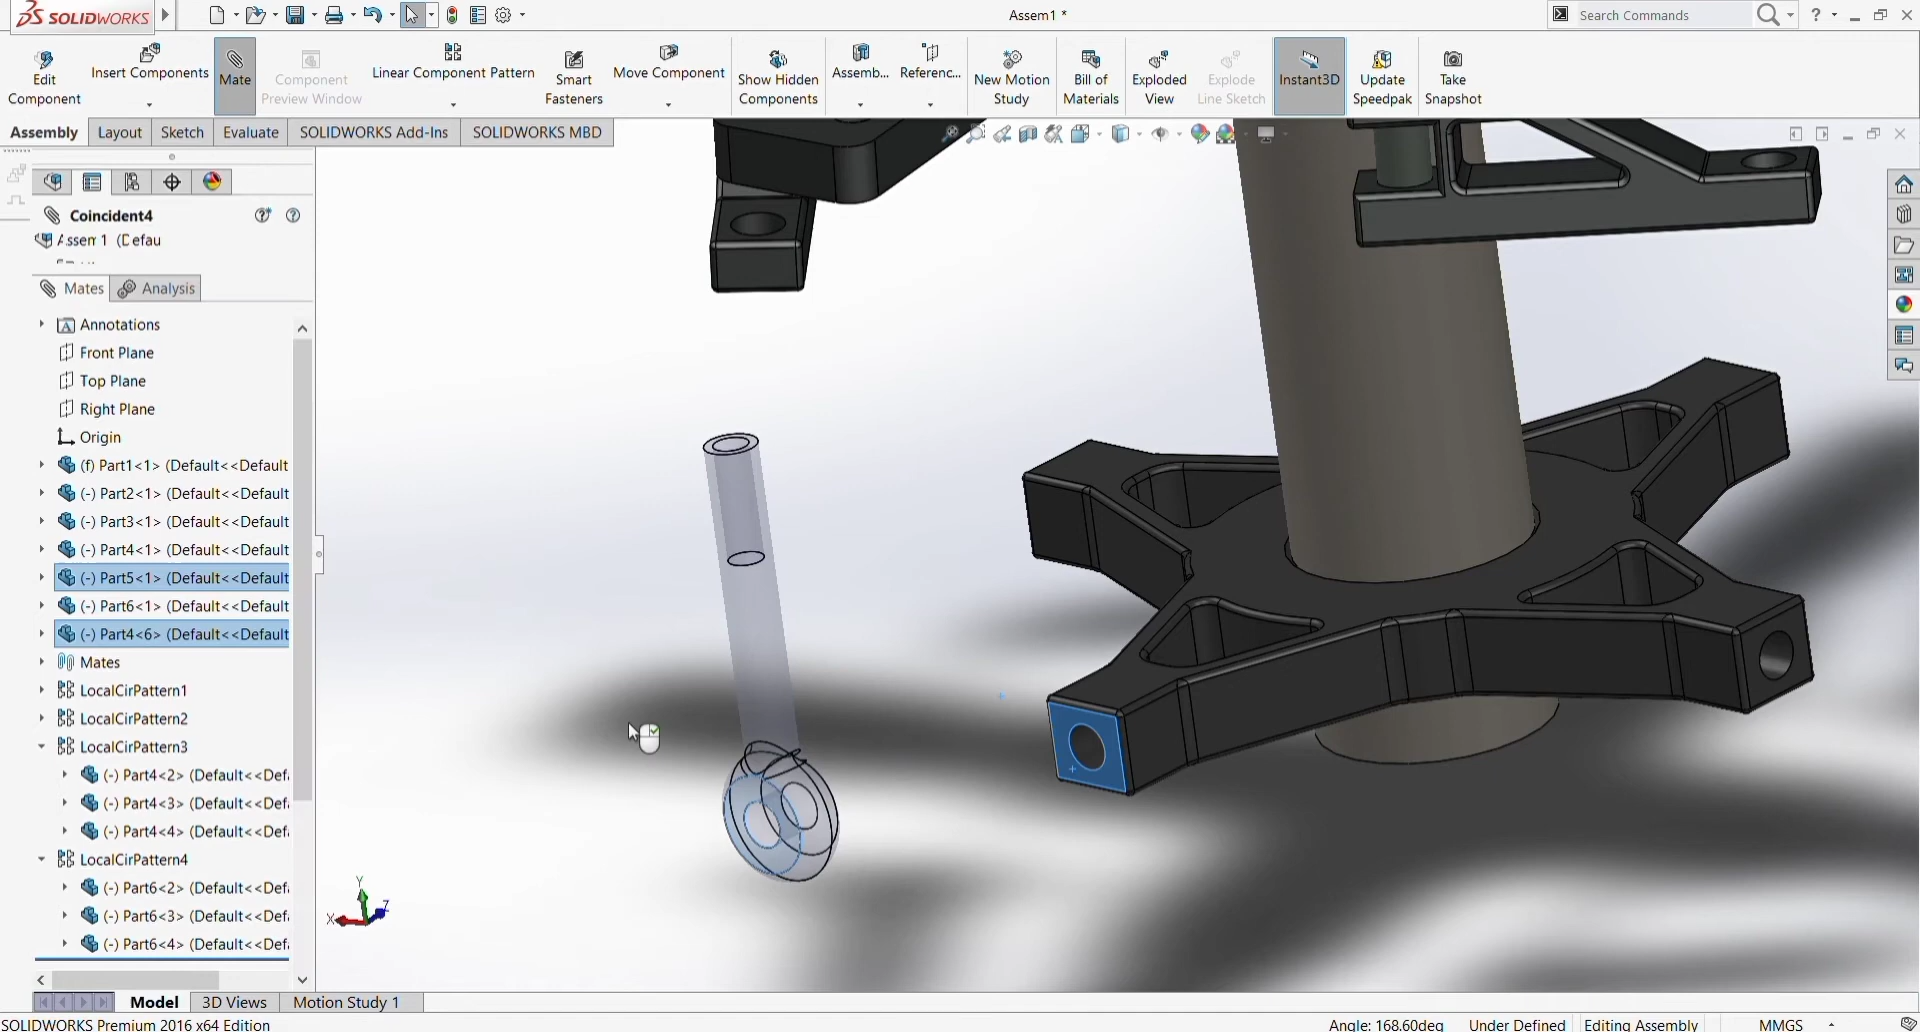 SOLIDWORKS
Assem1 *
Search Commands
?
Edit Component
Insert Components
Mate
Component Preview Window
Linear Component Pattern
Smart Fasteners
Move Component
Show Hidden Components
Assemb...
Referenc...
New Motion Study
Bill of Materials
Exploded View
Explode Line Sketch
Instant3D
Update Speedpak
Take Snapshot
Assembly
Layout
Sketch
Evaluate
SOLIDWORKS Add-Ins
SOLIDWORKS MBD
Coincident4
(Defau
Mates
Analysis
Annotations
Front Plane
Top Plane
Right Plane
Origin
(f) Part1<1> (Default<<Default
(-) Part2<1> (Default<<Default
(-) Part3<1> (Default<<Default
(-) Part4<1> (Default<<Default
(-) Part5<1> (Default<<Default
(-) Part6<1> (Default<<Default
(-) Part4<6> (Default<<Default
Mates
LocalCirPattern1
LocalCirPattern2
LocalCirPattern3
(-) Part4<2> (Default<<Def
(-) Part4<3> (Default<<Def
(-) Part4<4> (Default<<Def
LocalCirPattern4
(-) Part6<2> (Default<<Def
(-) Part6<3> (Default<<Def
(-) Part6<4> (Default<<Def
Y
X
Z
Model
3D Views
Motion Study 1
SOLIDWORKS Premium 2016 x64 Edition
Angle: 168.60deg
Under Defined
Editing Assembly
MMGS